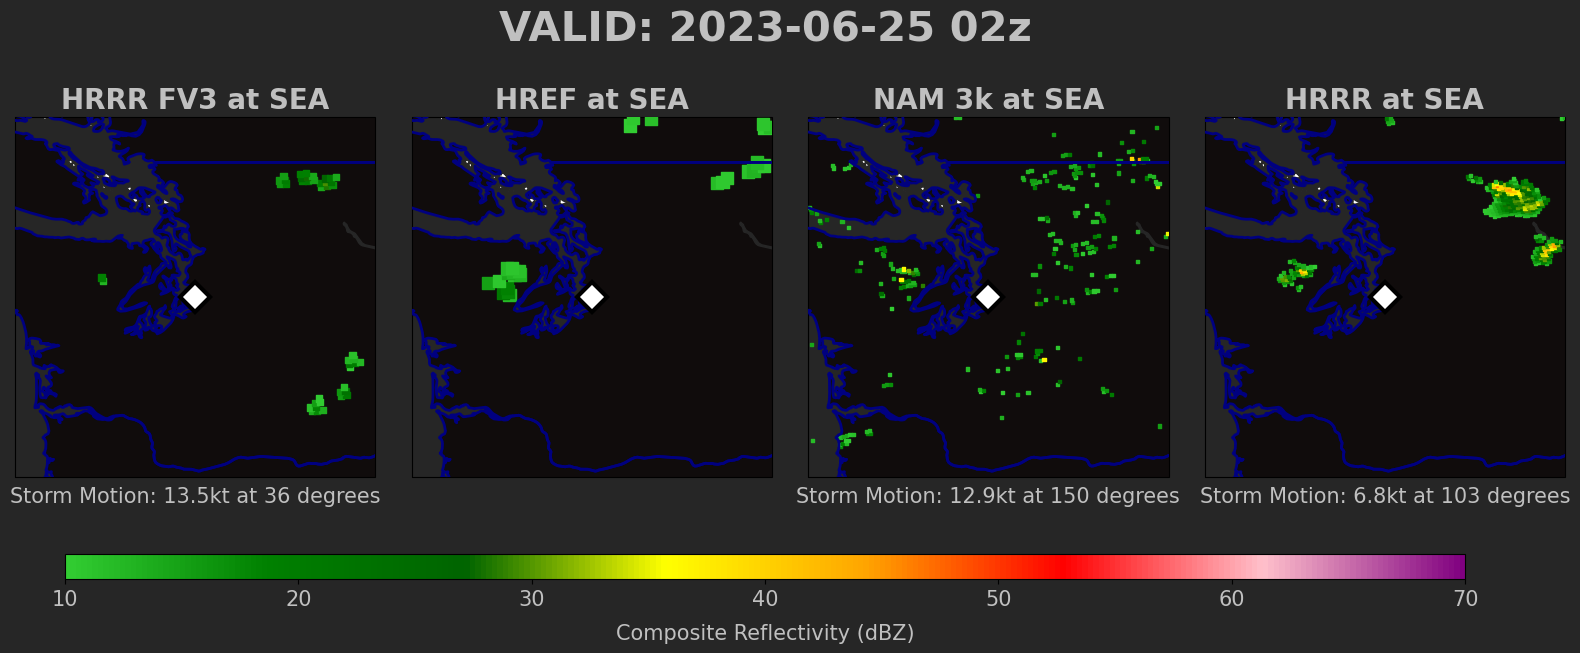 VALID: 2023-06-25 02z
HRRR FV3 at SEA
HREF at SEA
NAM 3k at SEA
HRRR at SEA
Storm Motion: 13.5kt at 36 degrees
Storm Motion: 12.9kt at 150 degrees
Storm Motion: 6.8kt at 103 degrees
10 20 30 40 50 60 70
Composite Reflectivity (dBZ)